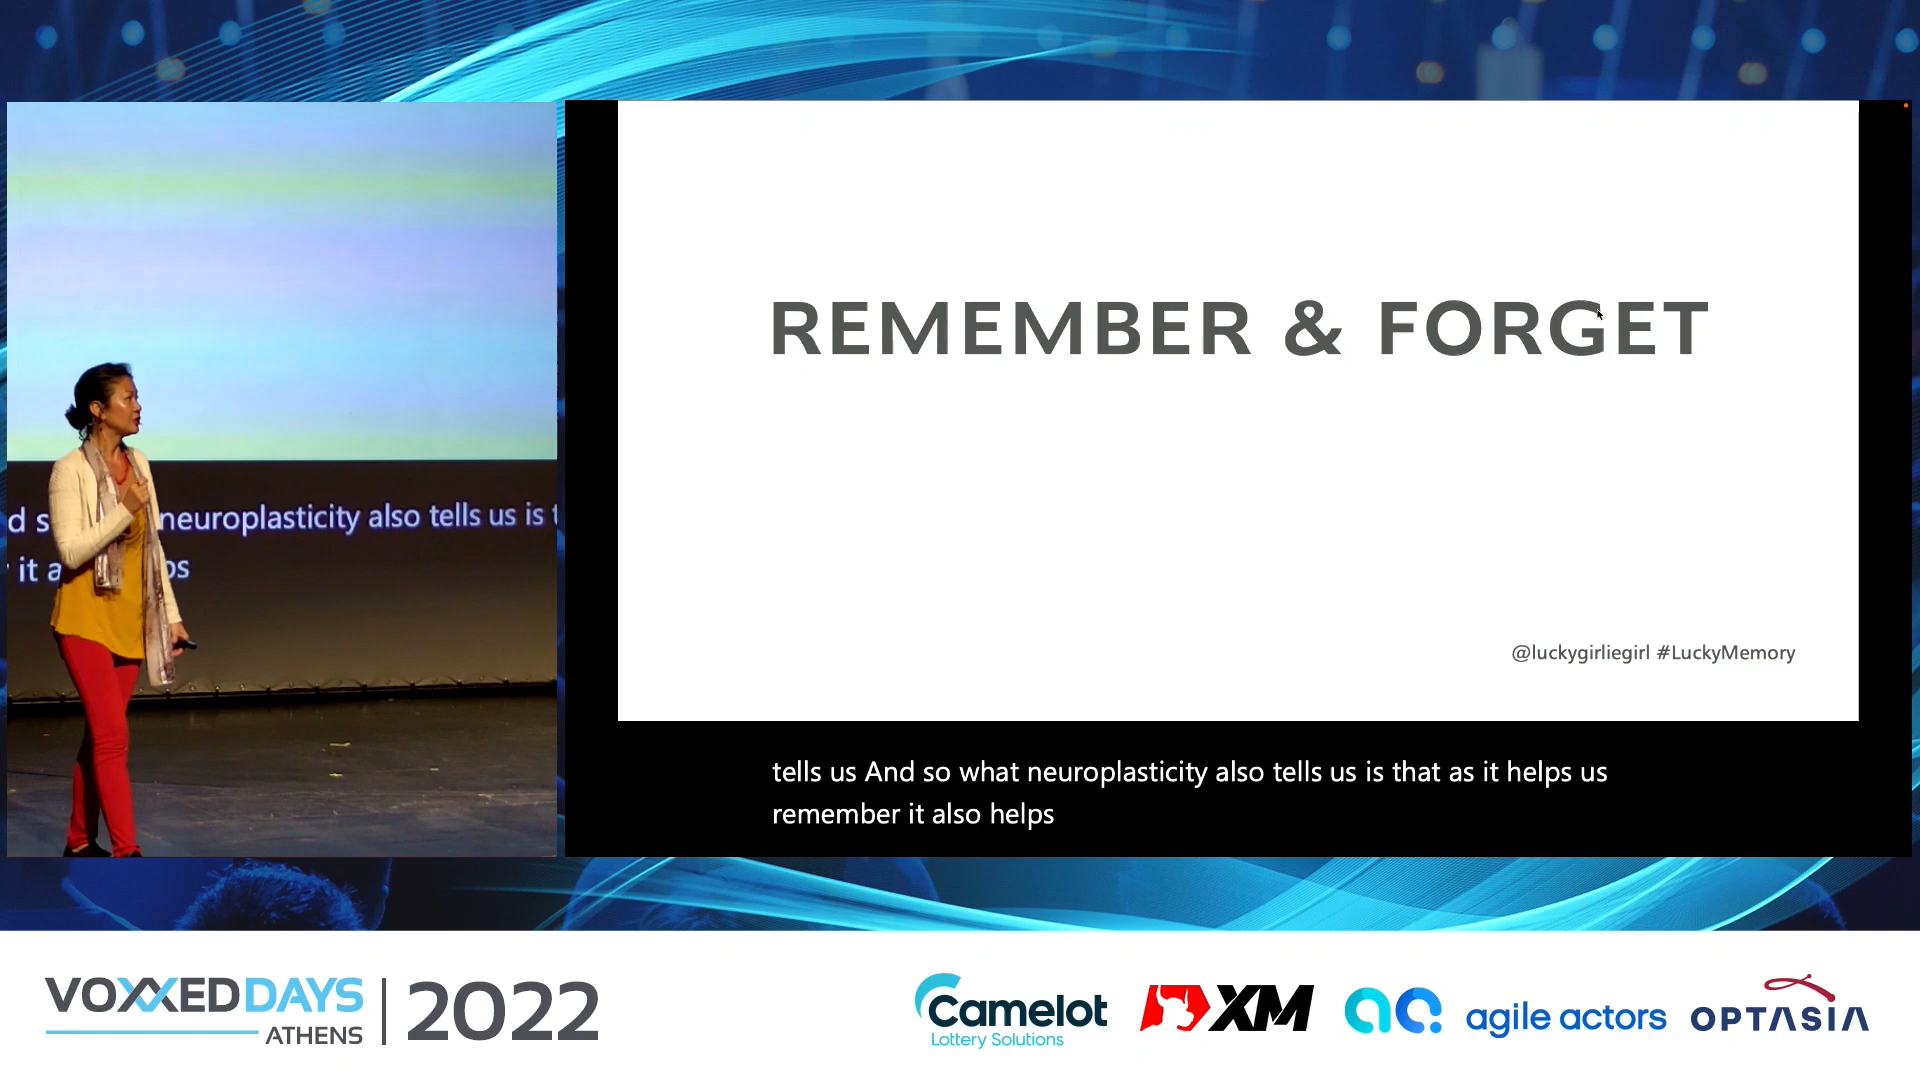 d s neuroplasticity also tells us is t
it a ps
REMEMBER & FORGET
@luckygirliegirl #LuckyMemory
tells us And so what neuroplasticity also tells us is that as it helps us
remember it also helps
VOXXEDDAYS
ATHENS
2022
Camelot
Lottery Solutions
XM
agile actors
OPTASIA